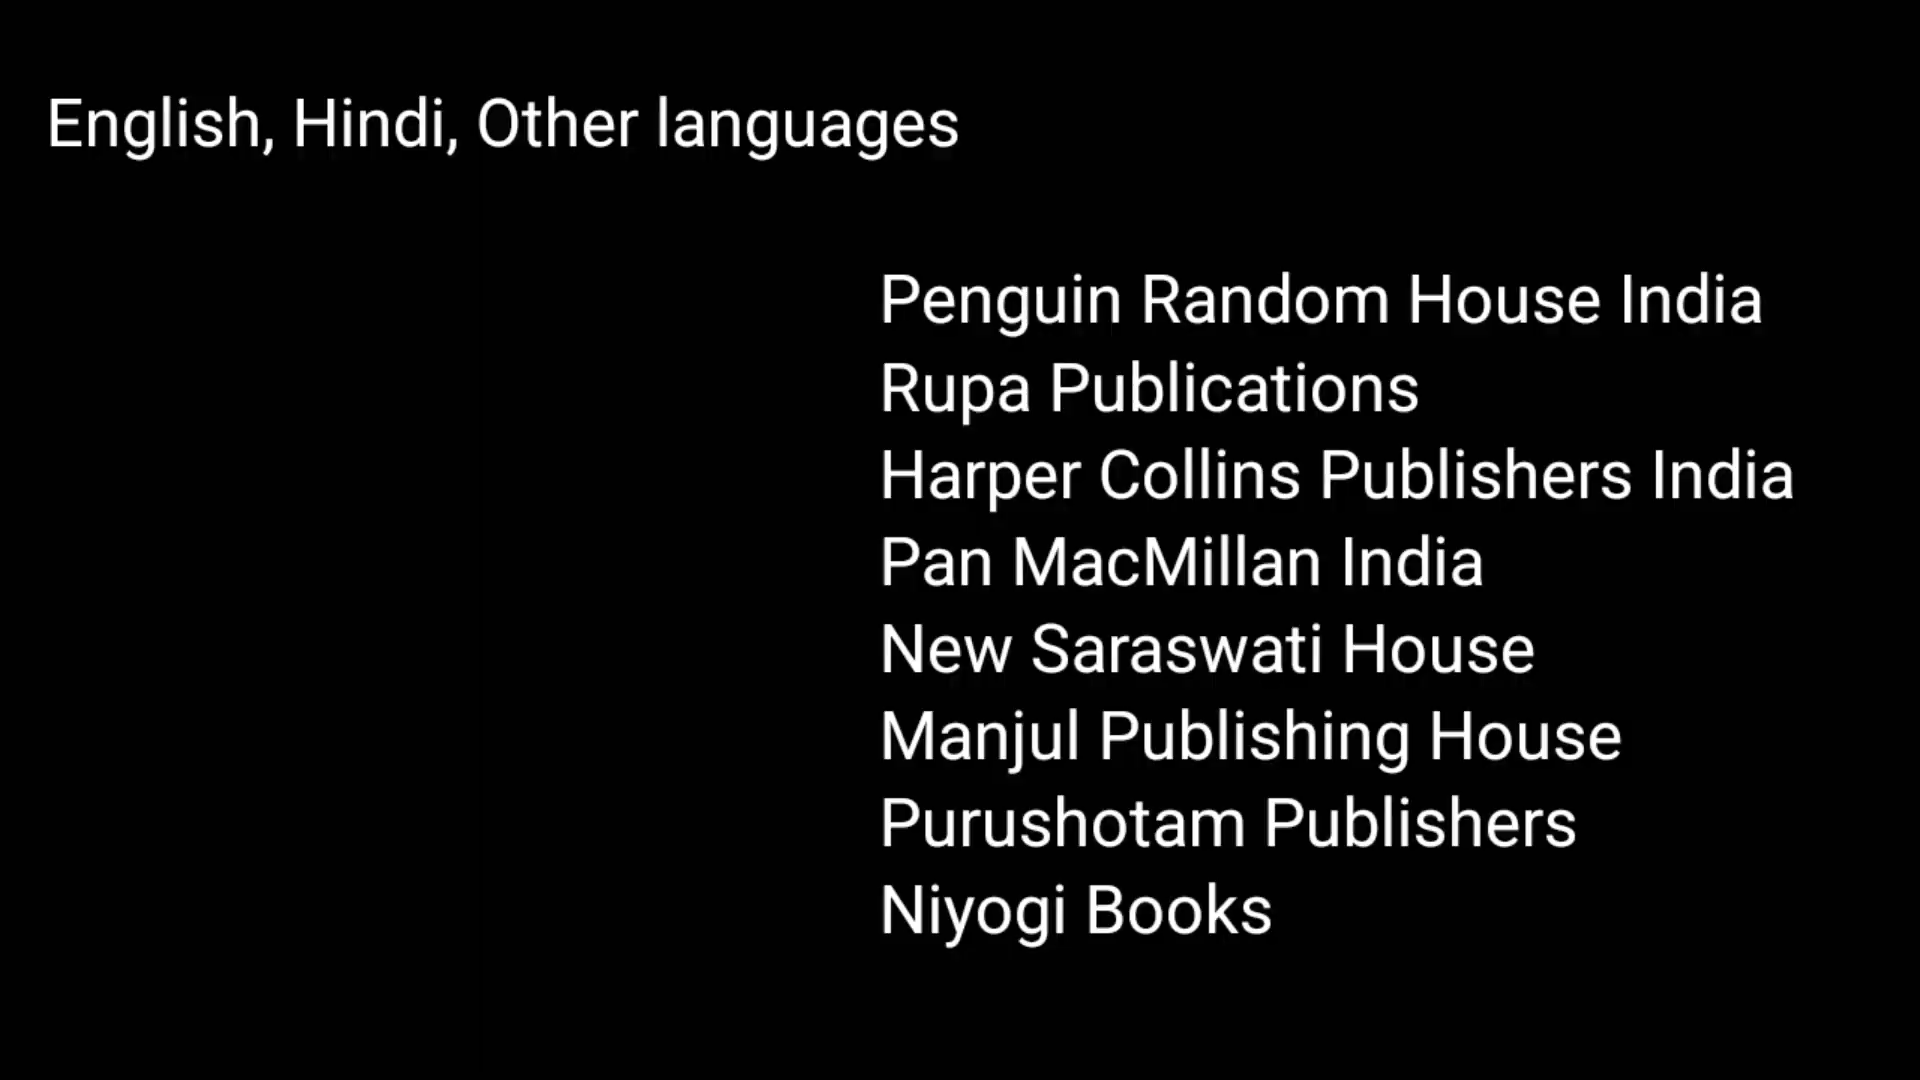 English, Hindi, Other languages
Penguin Random House India
Rupa Publications
Harper Collins Publishers India
Pan MacMillan India
New Saraswati House
Manjul Publishing House
Purushotam Publishers
Niyogi Books